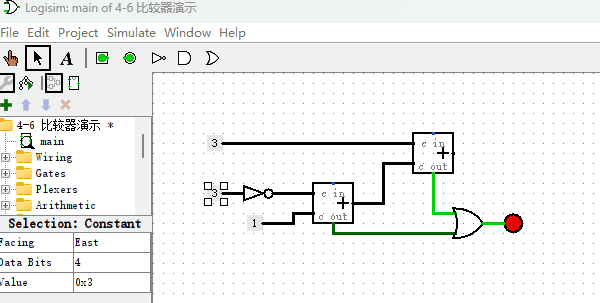 Logisim: main of 4-6 比较器演示
File Edit Project Simulate Window Help
A
4-6 比较器演示 *
main
Wiring
Gates
Plexers
Arithmetic
Selection: Constant
Facing East
Data Bits 4
Value 0x3
3
c in
+
c out
3
c in
+
c out
1